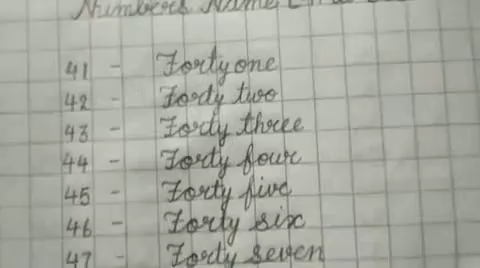 Numbers Name
41 - Forty one
42 - Forty two
43 - Forty three
44 - Forty four
45 - Forty five
46 - Forty six
47 - Forty seven